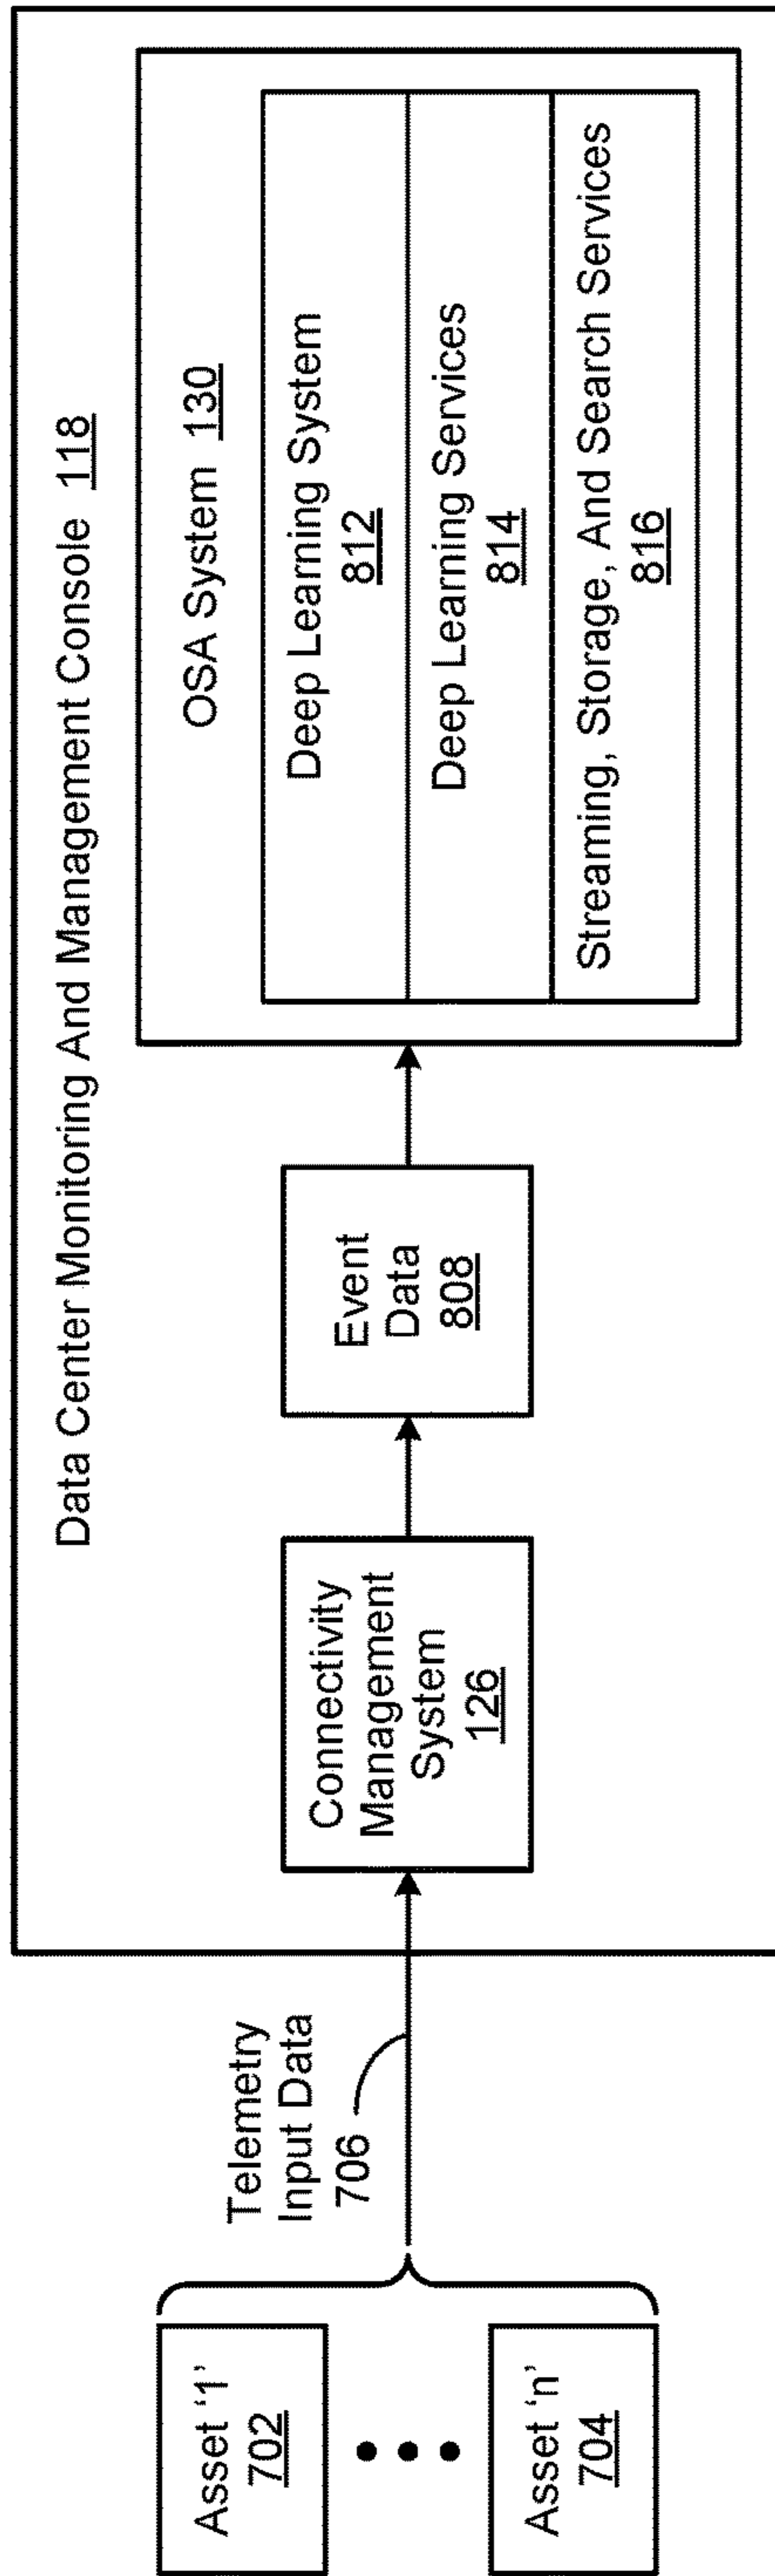 Data Center Monitoring And Management Console 118
Asset ‘1’
702
Asset ‘n’
704
Telemetry
Input Data
706
Connectivity
Management
System
126
Event
Data
808
OSA System 130
Deep Learning System
812
Deep Learning Services
814
Streaming, Storage, And Search Services
816